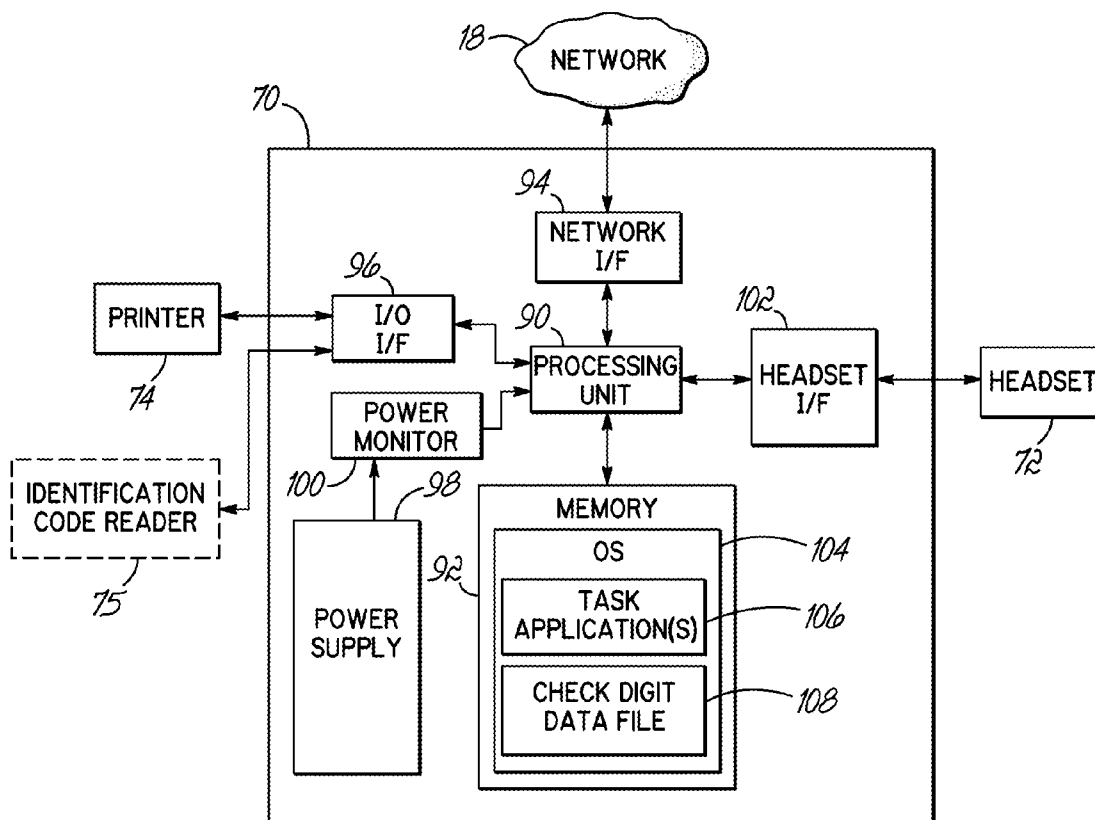 18
NETWORK
70
94
NETWORK
I/F
96
I/O
I/F
PRINTER
74
90
PROCESSING
UNIT
102
HEADSET
I/F
HEADSET
72
POWER
MONITOR
100
IDENTIFICATION
CODE READER
75
98
POWER
SUPPLY
92
MEMORY
OS
104
TASK
APPLICATION(S)
106
CHECK DIGIT
DATA FILE
108